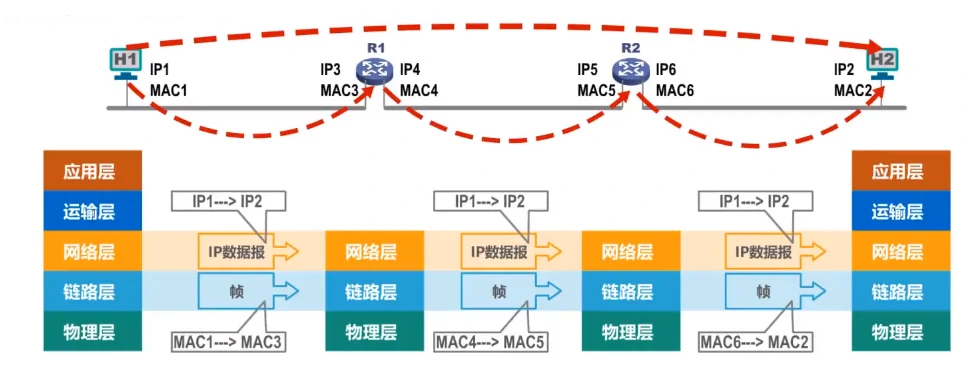 R1 R2
H1 H2
IP1 IP3 IP4 IP5 IP6 IP2
MAC1 MAC3 MAC4 MAC5 MAC6 MAC2
应用层 应用层
运输层 IP1---> IP2 IP1---> IP2 IP1---> IP2 运输层
网络层 IP数据报 网络层 IP数据报 网络层 IP数据报 网络层
链路层 帧 链路层 帧 链路层 帧 链路层
物理层 MAC1---> MAC3 物理层 MAC4---> MAC5 物理层 MAC6---> MAC2 物理层